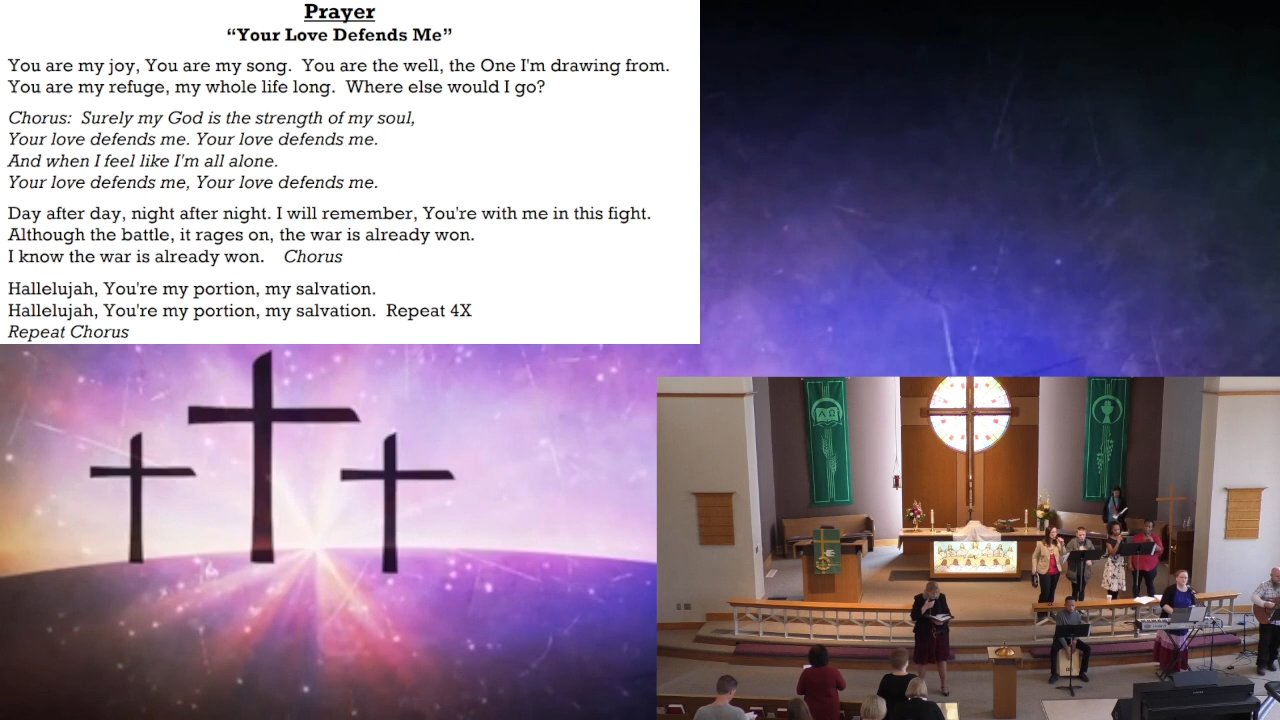 Prayer
“Your Love Defends Me”
You are my joy, You are my song.  You are the well, the One I'm drawing from.
You are my refuge, my whole life long.  Where else would I go?
Chorus:  Surely my God is the strength of my soul,
Your love defends me. Your love defends me.
And when I feel like I'm all alone.
Your love defends me, Your love defends me.
Day after day, night after night. I will remember, You're with me in this fight.
Although the battle, it rages on, the war is already won.
I know the war is already won.    Chorus
Hallelujah, You're my portion, my salvation.
Hallelujah, You're my portion, my salvation.  Repeat 4X
Repeat Chorus
ΑΩ